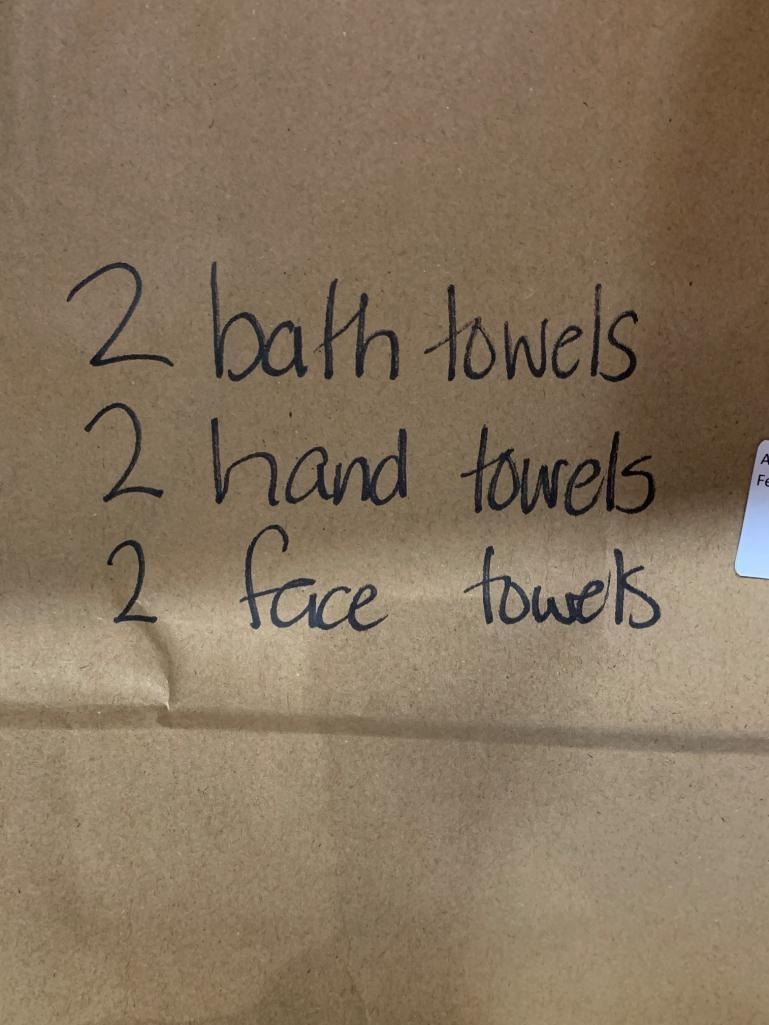 2 bath towels
2 hand towels
2 face towels